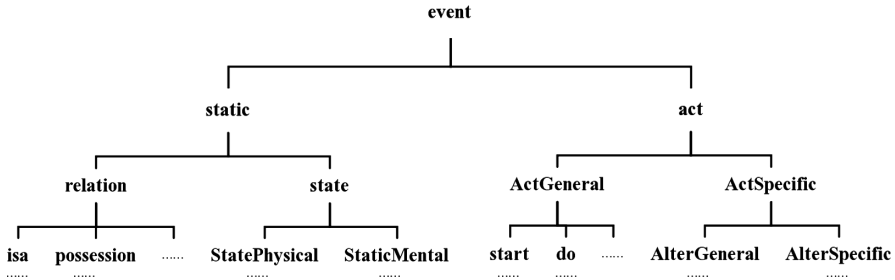 event
static act
relation state ActGeneral ActSpecific
isa possession ...... StatePhysical StaticMental start do ...... AlterGeneral AlterSpecific
...... ...... ...... ...... ...... ...... ...... ......